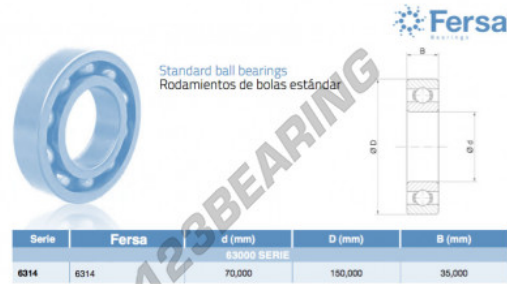 Fersa
Bearings
Standard ball bearings
Rodamientos de bolas estándar
B
Ø D
Ø d
123BEARING
Serie Fersa d (mm) D (mm) B (mm)
63000 SERIE
6314 6314 70,000 150,000 35,000